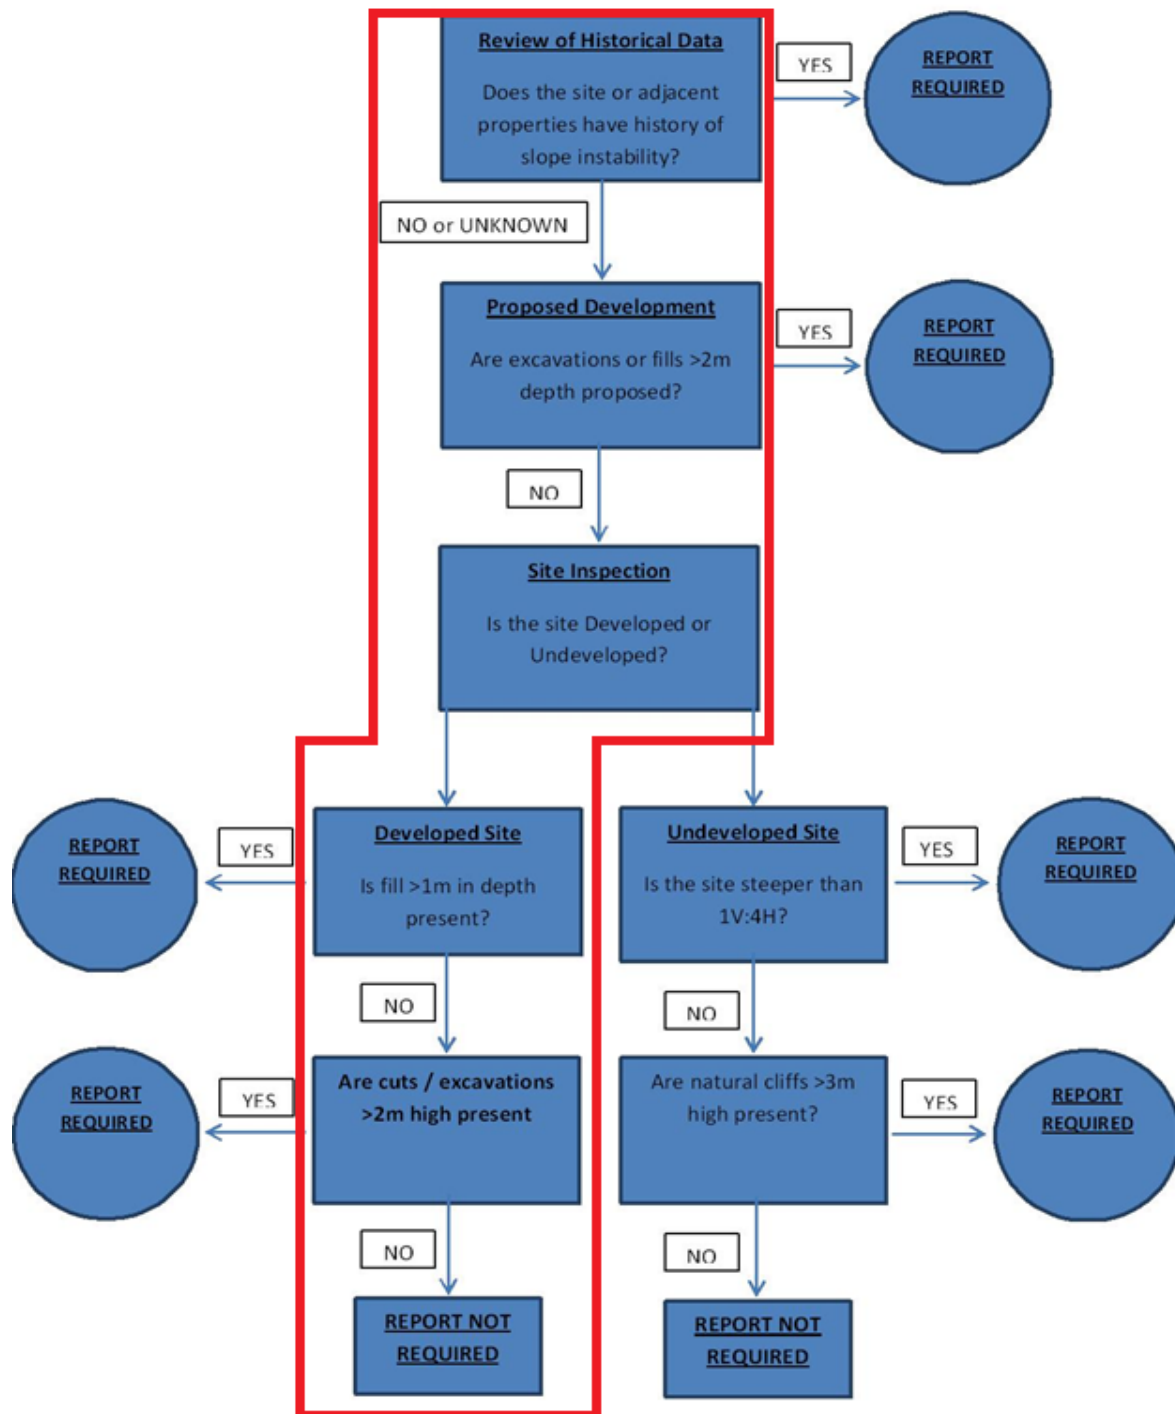 Review of Historical Data
Does the site or adjacent
properties have history of
slope instability?
YES
REPORT
REQUIRED
NO or UNKNOWN
Proposed Development
Are excavations or fills >2m
depth proposed?
YES
REPORT
REQUIRED
NO
Site Inspection
Is the site Developed or
Undeveloped?
REPORT
REQUIRED
YES
Developed Site
Is fill >1m in depth
present?
Undeveloped Site
Is the site steeper than
1V:4H?
YES
REPORT
REQUIRED
NO
NO
REPORT
REQUIRED
YES
Are cuts / excavations
>2m high present
Are natural cliffs >3m
high present?
YES
REPORT
REQUIRED
NO
NO
REPORT NOT
REQUIRED
REPORT NOT
REQUIRED